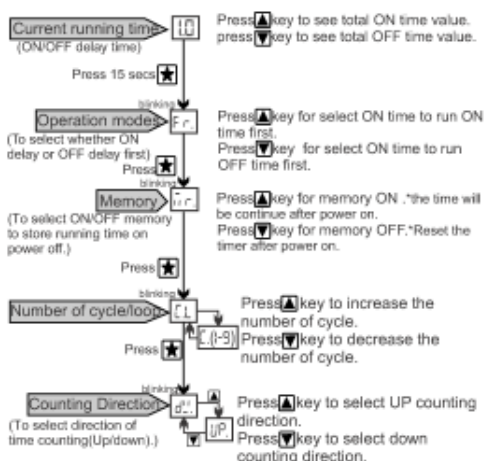 Current running time
1.0
(ON/OFF delay time)
Press▲key to see total ON time value.
press▼key to see total OFF time value.
Press 15 secs★
blinking
Operation modes
Fr.
(To select whether ON
delay or OFF delay first)
Press▲key for select ON time to run ON
time first.
Press▼key for select ON time to run
OFF time first.
Press★
blinking
Memory
(To select ON/OFF memory
to store running time on
power off.)
Press▲key for memory ON .*the time will
be continue after power on.
Press▼key for memory OFF.*Reset the
timer after power on.
Press★
blinking
Number of cycle/loop
C.(1-9)
Press▲key to increase the
number of cycle.
Press▼key to decrease the
number of cycle.
Press★
blinking
Counting Direction
UP.
(To select direction of
time counting(Up/down).)
Press▲key to select UP counting
direction.
Press▼key to select down
counting direction.